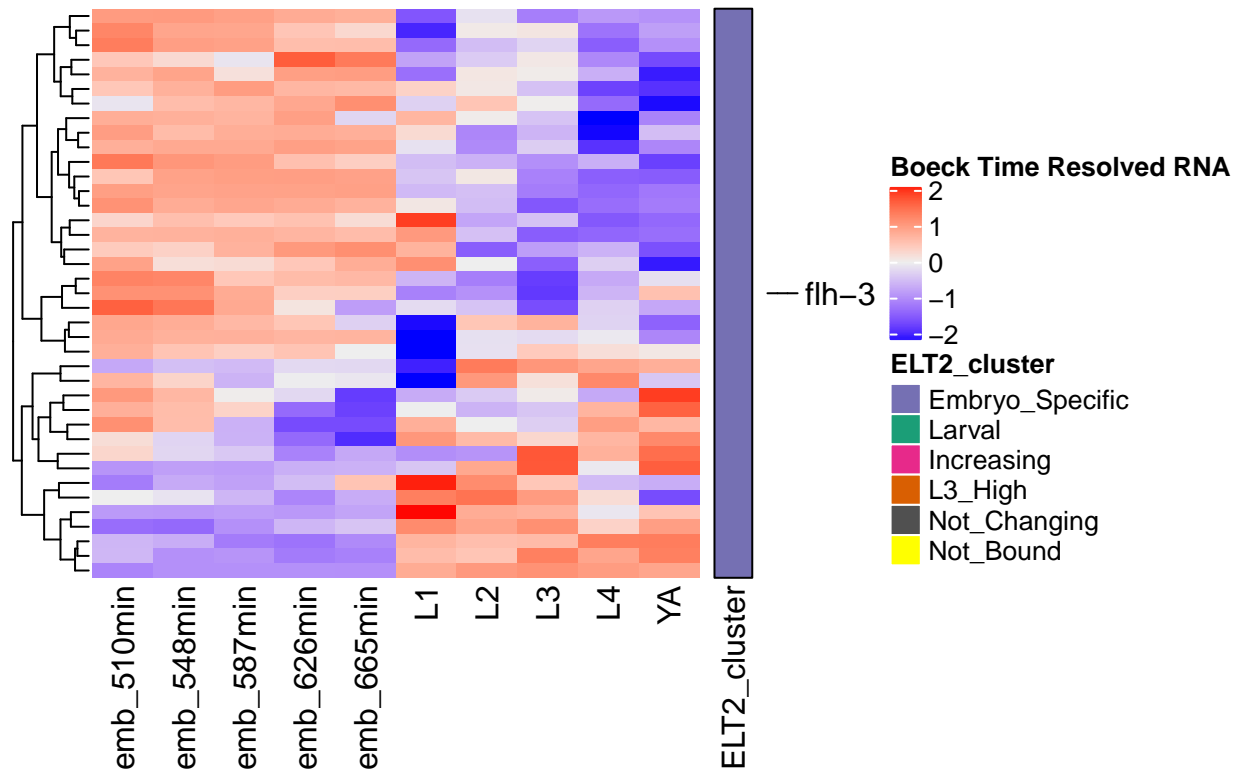 Boeck Time Resolved RNA
2
1
0
−1
−2
flh−3
ELT2_cluster
Embryo_Specific
Larval
Increasing
L3_High
Not_Changing
Not_Bound
emb_510min
emb_548min
emb_587min
emb_626min
emb_665min
L1
L2
L3
L4
YA
ELT2_cluster